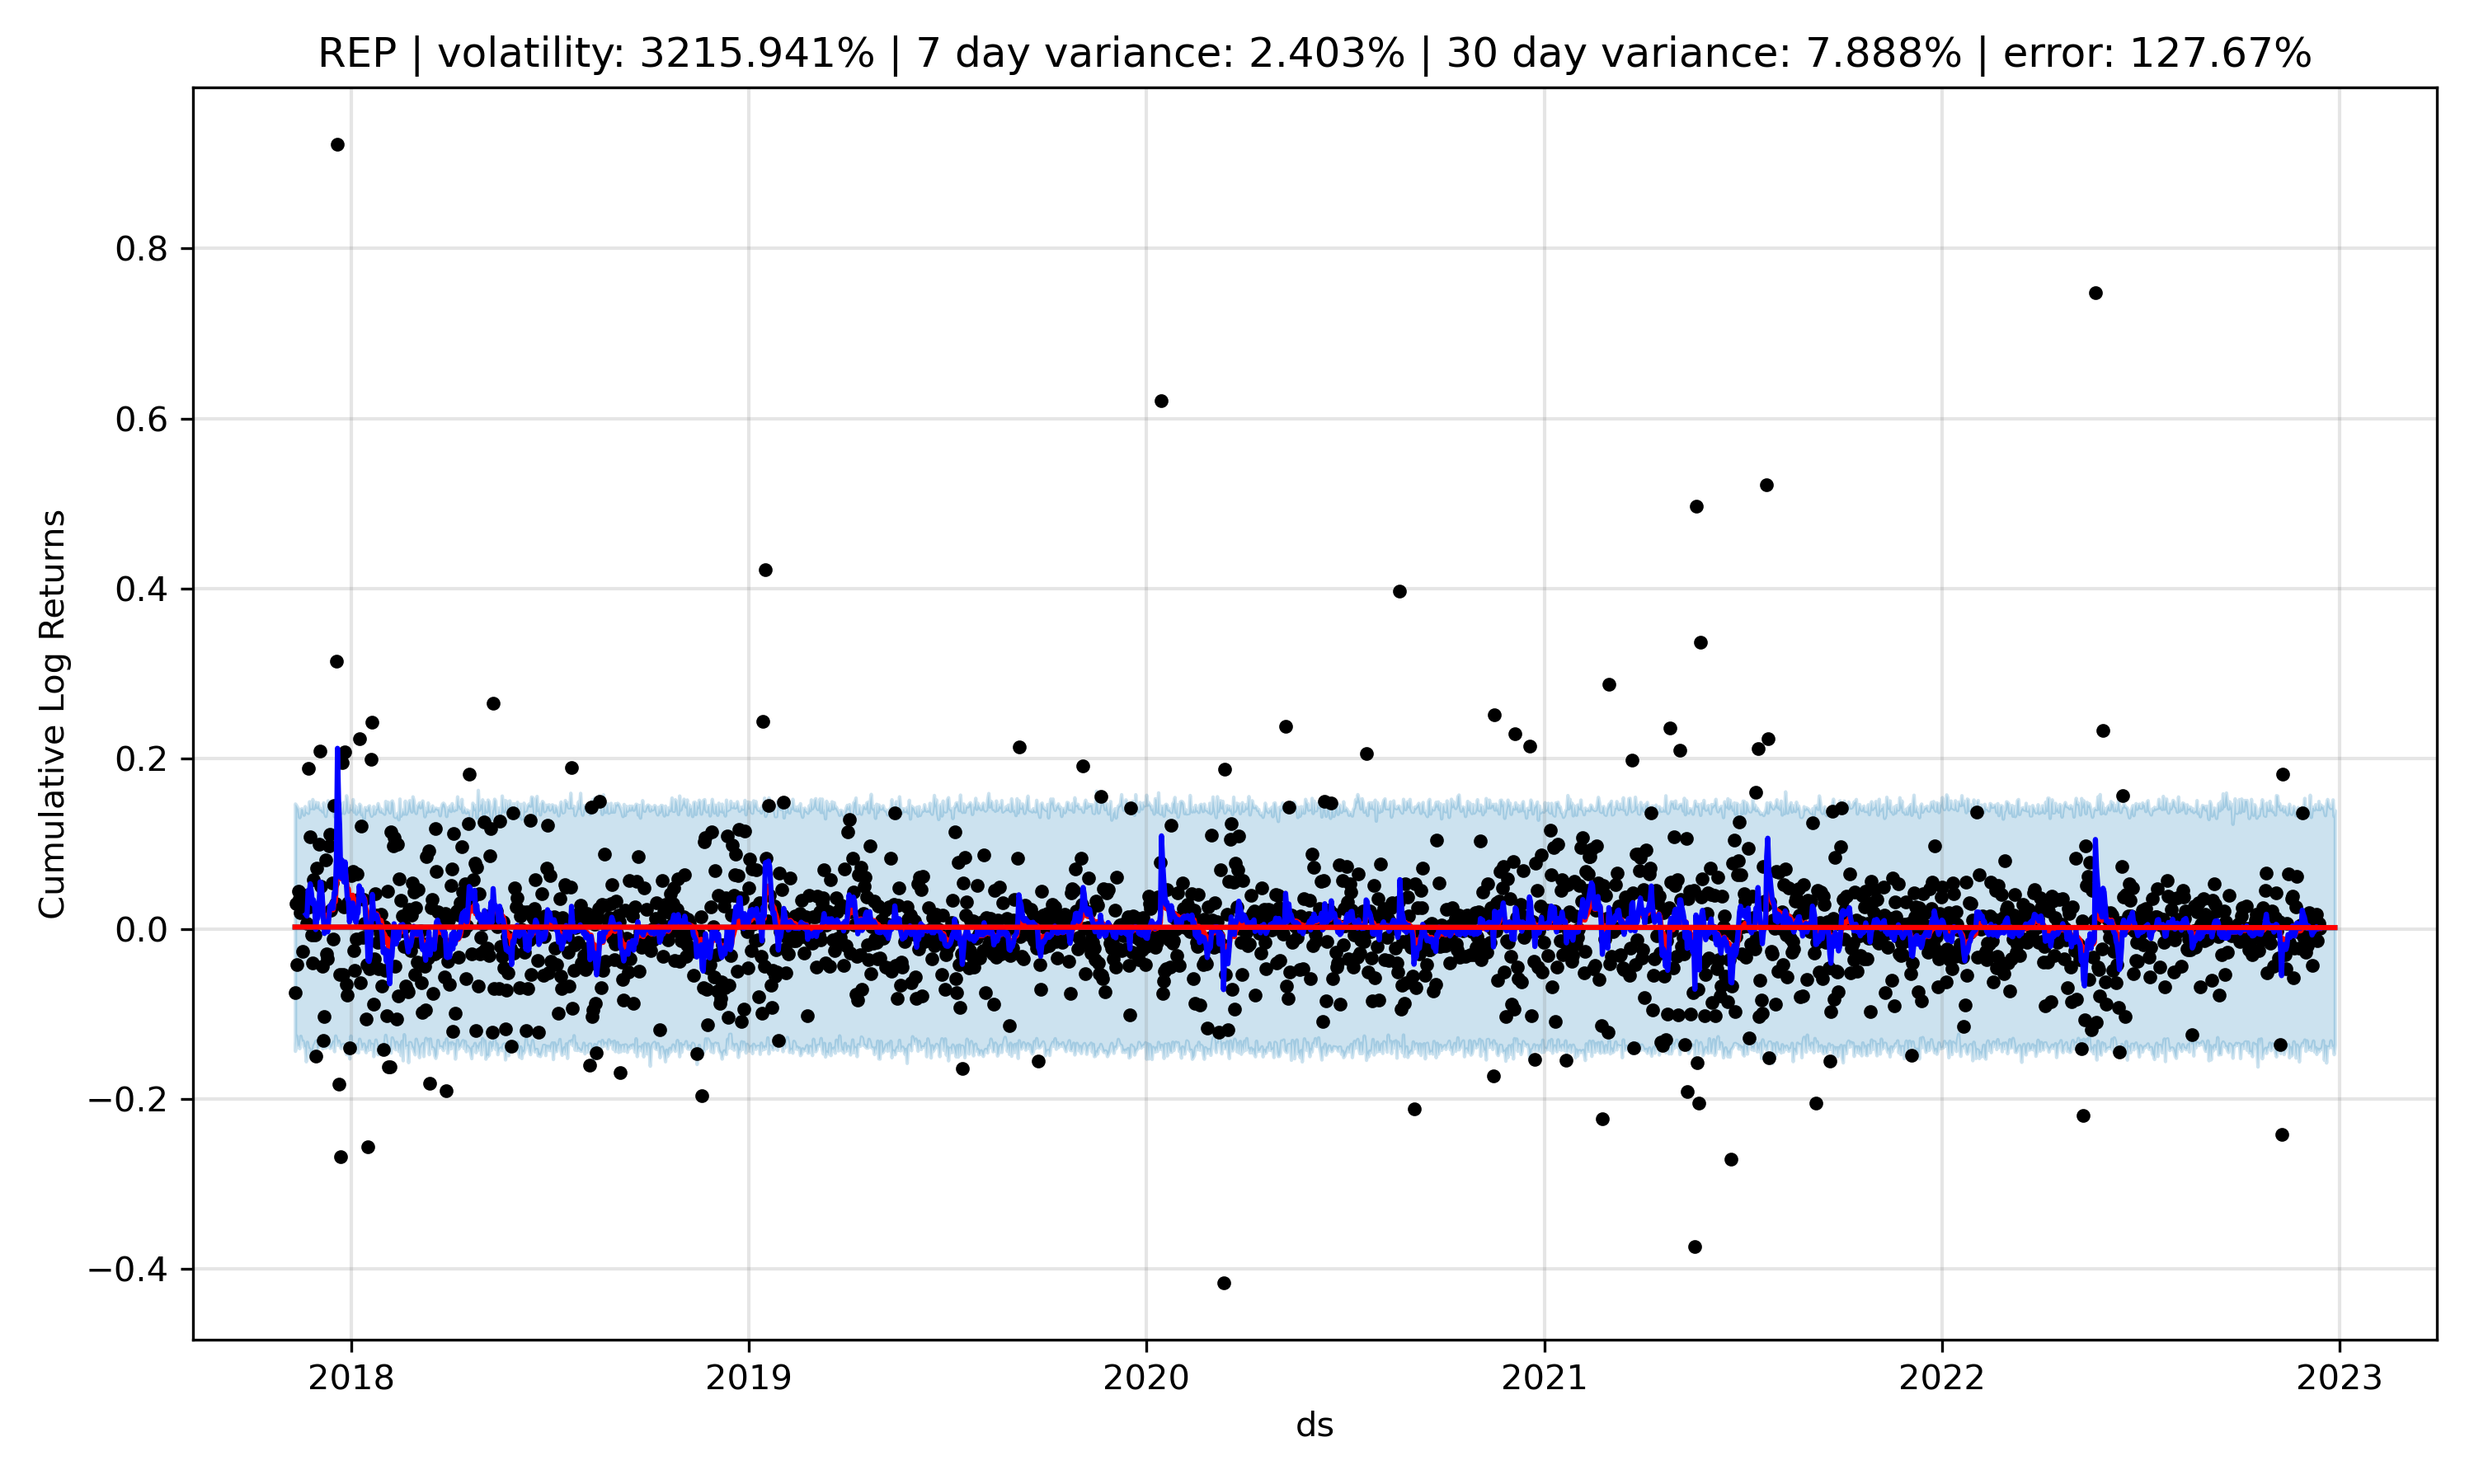 REP | volatility: 3215.941% | 7 day variance: 2.403% | 30 day variance: 7.888% | error: 127.67%
Cumulative Log Returns
0.8
0.6
0.4
0.2
0.0
−0.2
−0.4
2018 2019 2020 2021 2022 2023
ds